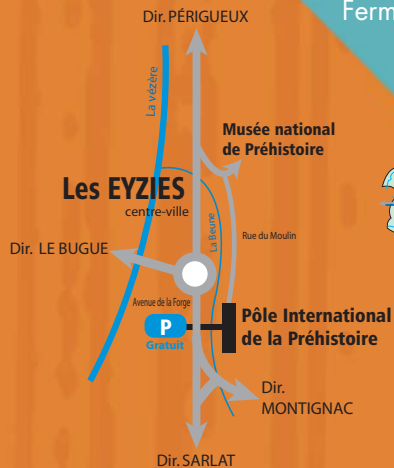 Dir. PÉRIGUEUX
Ferm
La vézère
Musée national
de Préhistoire
Les EYZIES
centre-ville
La Beune
Rue du Moulin
Dir. LE BUGUE
Avenue de la Forge
P
Gratuit
Pôle International
de la Préhistoire
Dir.
MONTIGNAC
Dir. SARLAT